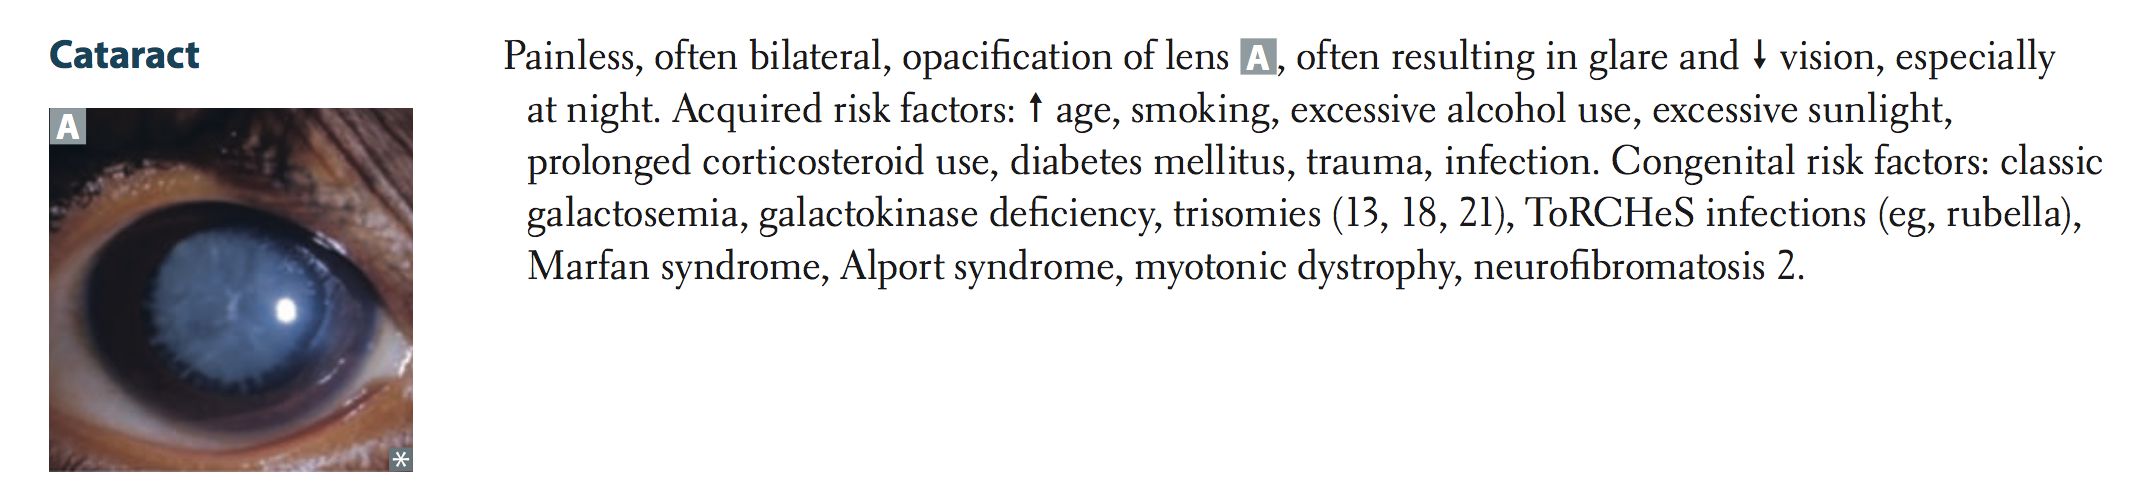 Cataract
Painless, often bilateral, opacification of lens A, often resulting in glare and ↓ vision, especially
at night. Acquired risk factors: ↑ age, smoking, excessive alcohol use, excessive sunlight,
prolonged corticosteroid use, diabetes mellitus, trauma, infection. Congenital risk factors: classic
galactosemia, galactokinase deficiency, trisomies (13, 18, 21), ToRCHeS infections (eg, rubella),
Marfan syndrome, Alport syndrome, myotonic dystrophy, neurofibromatosis 2.
A
*